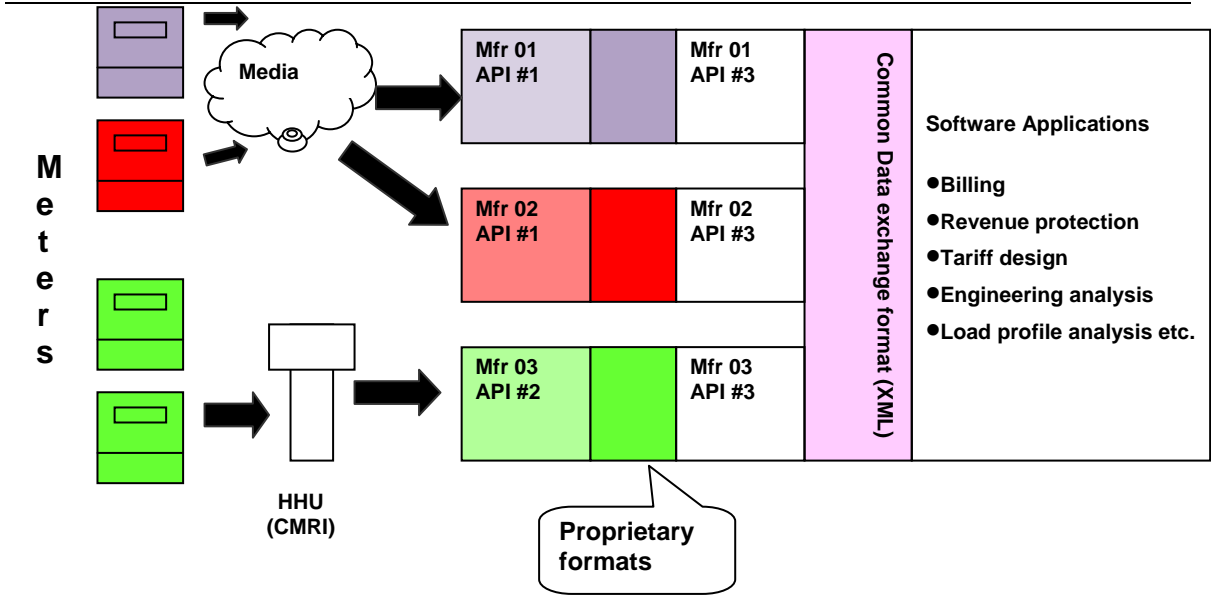 Meters
Media
Mfr 01
API #1
Mfr 01
API #3
Mfr 02
API #1
Mfr 02
API #3
Mfr 03
API #2
Mfr 03
API #3
Common Data exchange format (XML)
Software Applications
●Billing
●Revenue protection
●Tariff design
●Engineering analysis
●Load profile analysis etc.
HHU
(CMRI)
Proprietary
formats